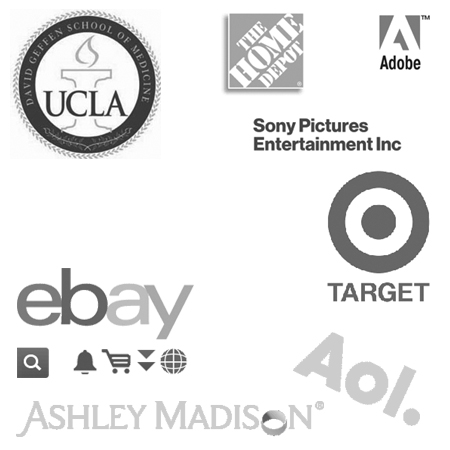 DAVID GEFFEN SCHOOL OF MEDICINE
UCLA
THE
HOME
DEPOT
®
Adobe
™
Sony Pictures
Entertainment Inc
TARGET
ebay
Aol.
ASHLEY MADISON®